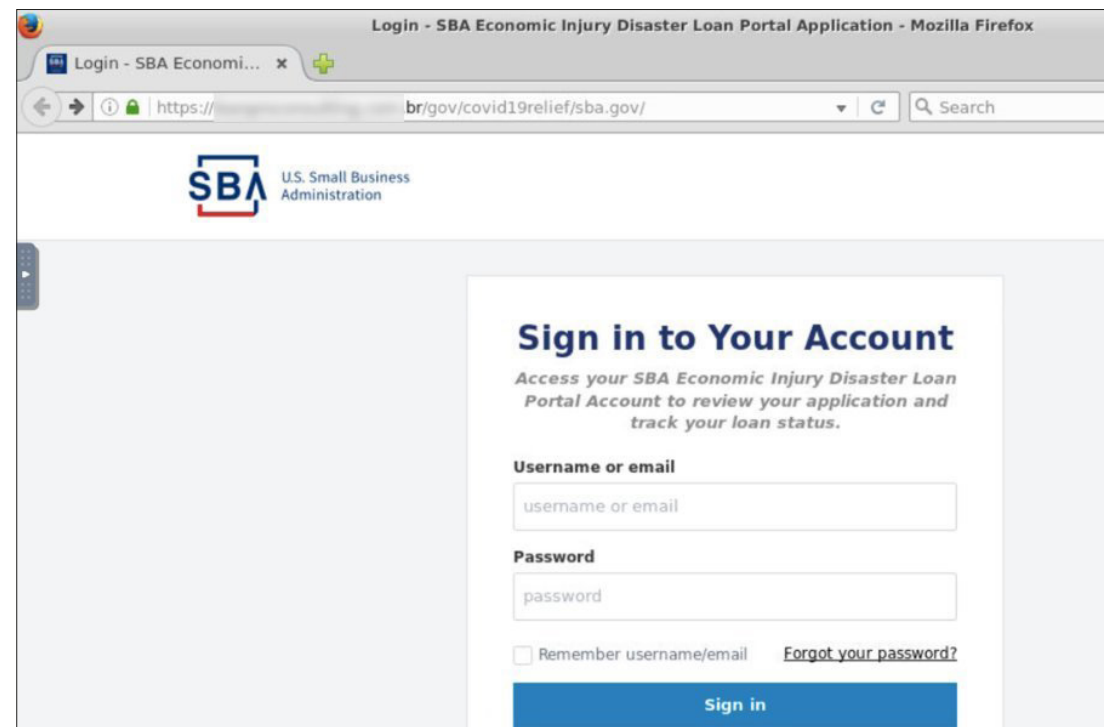 Login - SBA Economic Injury Disaster Loan Portal Application - Mozilla Firefox
Login - SBA Economi...
https:// br/gov/covid19relief/sba.gov/
Search
SBA
U.S. Small Business
Administration
Sign in to Your Account
Access your SBA Economic Injury Disaster Loan
Portal Account to review your application and
track your loan status.
Username or email
username or email
Password
password
Remember username/email Forgot your password?
Sign in